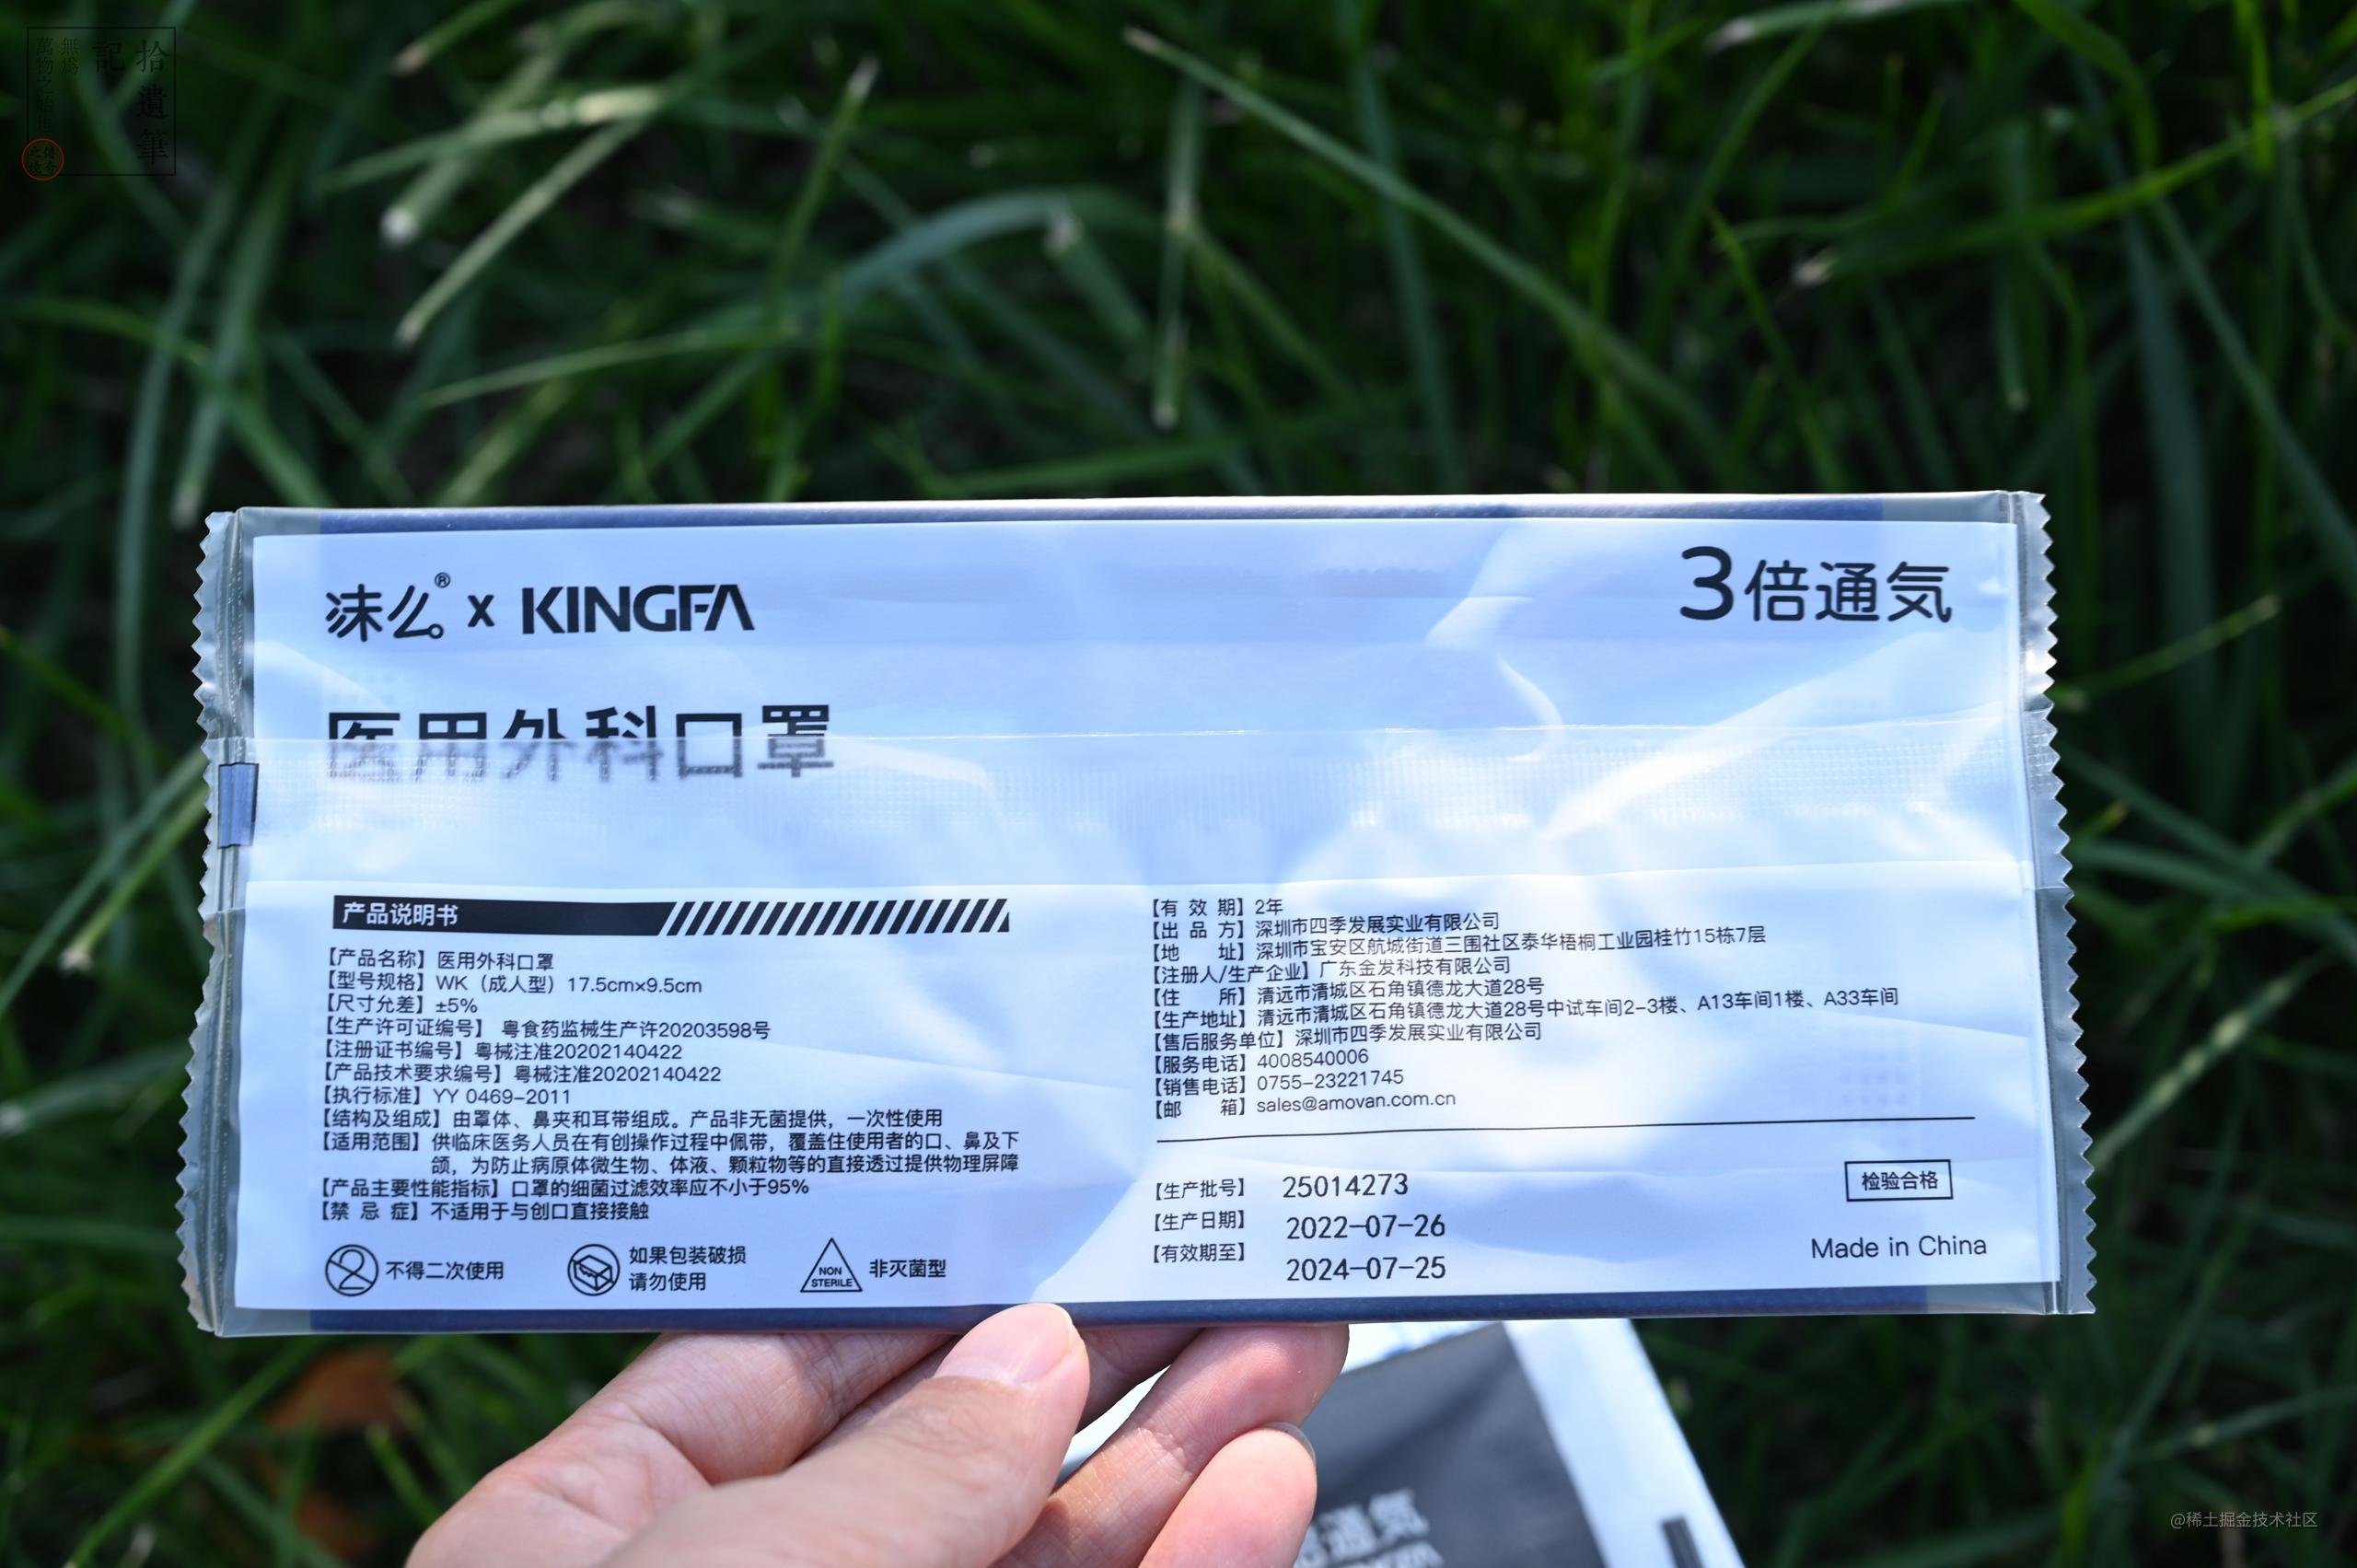 拾遺筆記
無爲
萬物之始也
沫么® x KINGFA
3倍通気
医用外科口罩
产品说明书
【产品名称】医用外科口罩
【型号规格】WK（成人型）17.5cm×9.5cm
【尺寸允差】±5%
【生产许可证编号】 粤食药监械生产许20203598号
【注册证书编号】粤械注准20202140422
【产品技术要求编号】粤械注准20202140422
【执行标准】YY 0469-2011
【结构及组成】由罩体、鼻夹和耳带组成。产品非无菌提供，一次性使用
【适用范围】供临床医务人员在有创操作过程中佩带，覆盖住使用者的口、鼻及下
颌，为防止病原体微生物、体液、颗粒物等的直接透过提供物理屏障
【产品主要性能指标】口罩的细菌过滤效率应不小于95%
【禁 忌 症】不适用于与创口直接接触
2 不得二次使用
如果包装破损
请勿使用
NON
STERILE
非灭菌型
【有 效 期】2年
【出 品 方】深圳市四季发展实业有限公司
【地 址】深圳市宝安区航城街道三围社区泰华梧桐工业园桂竹15栋7层
【注册人/生产企业】广东金发科技有限公司
【住 所】清远市清城区石角镇德龙大道28号
【生产地址】清远市清城区石角镇德龙大道28号中试车间2-3楼、A13车间1楼、A33车间
【售后服务单位】深圳市四季发展实业有限公司
【服务电话】4008540006
【销售电话】0755-23221745
【邮 箱】sales@amovan.com.cn
【生产批号】 25014273
【生产日期】 2022-07-26
【有效期至】 2024-07-25
检验合格
Made in China
通気
@稀土掘金技术社区